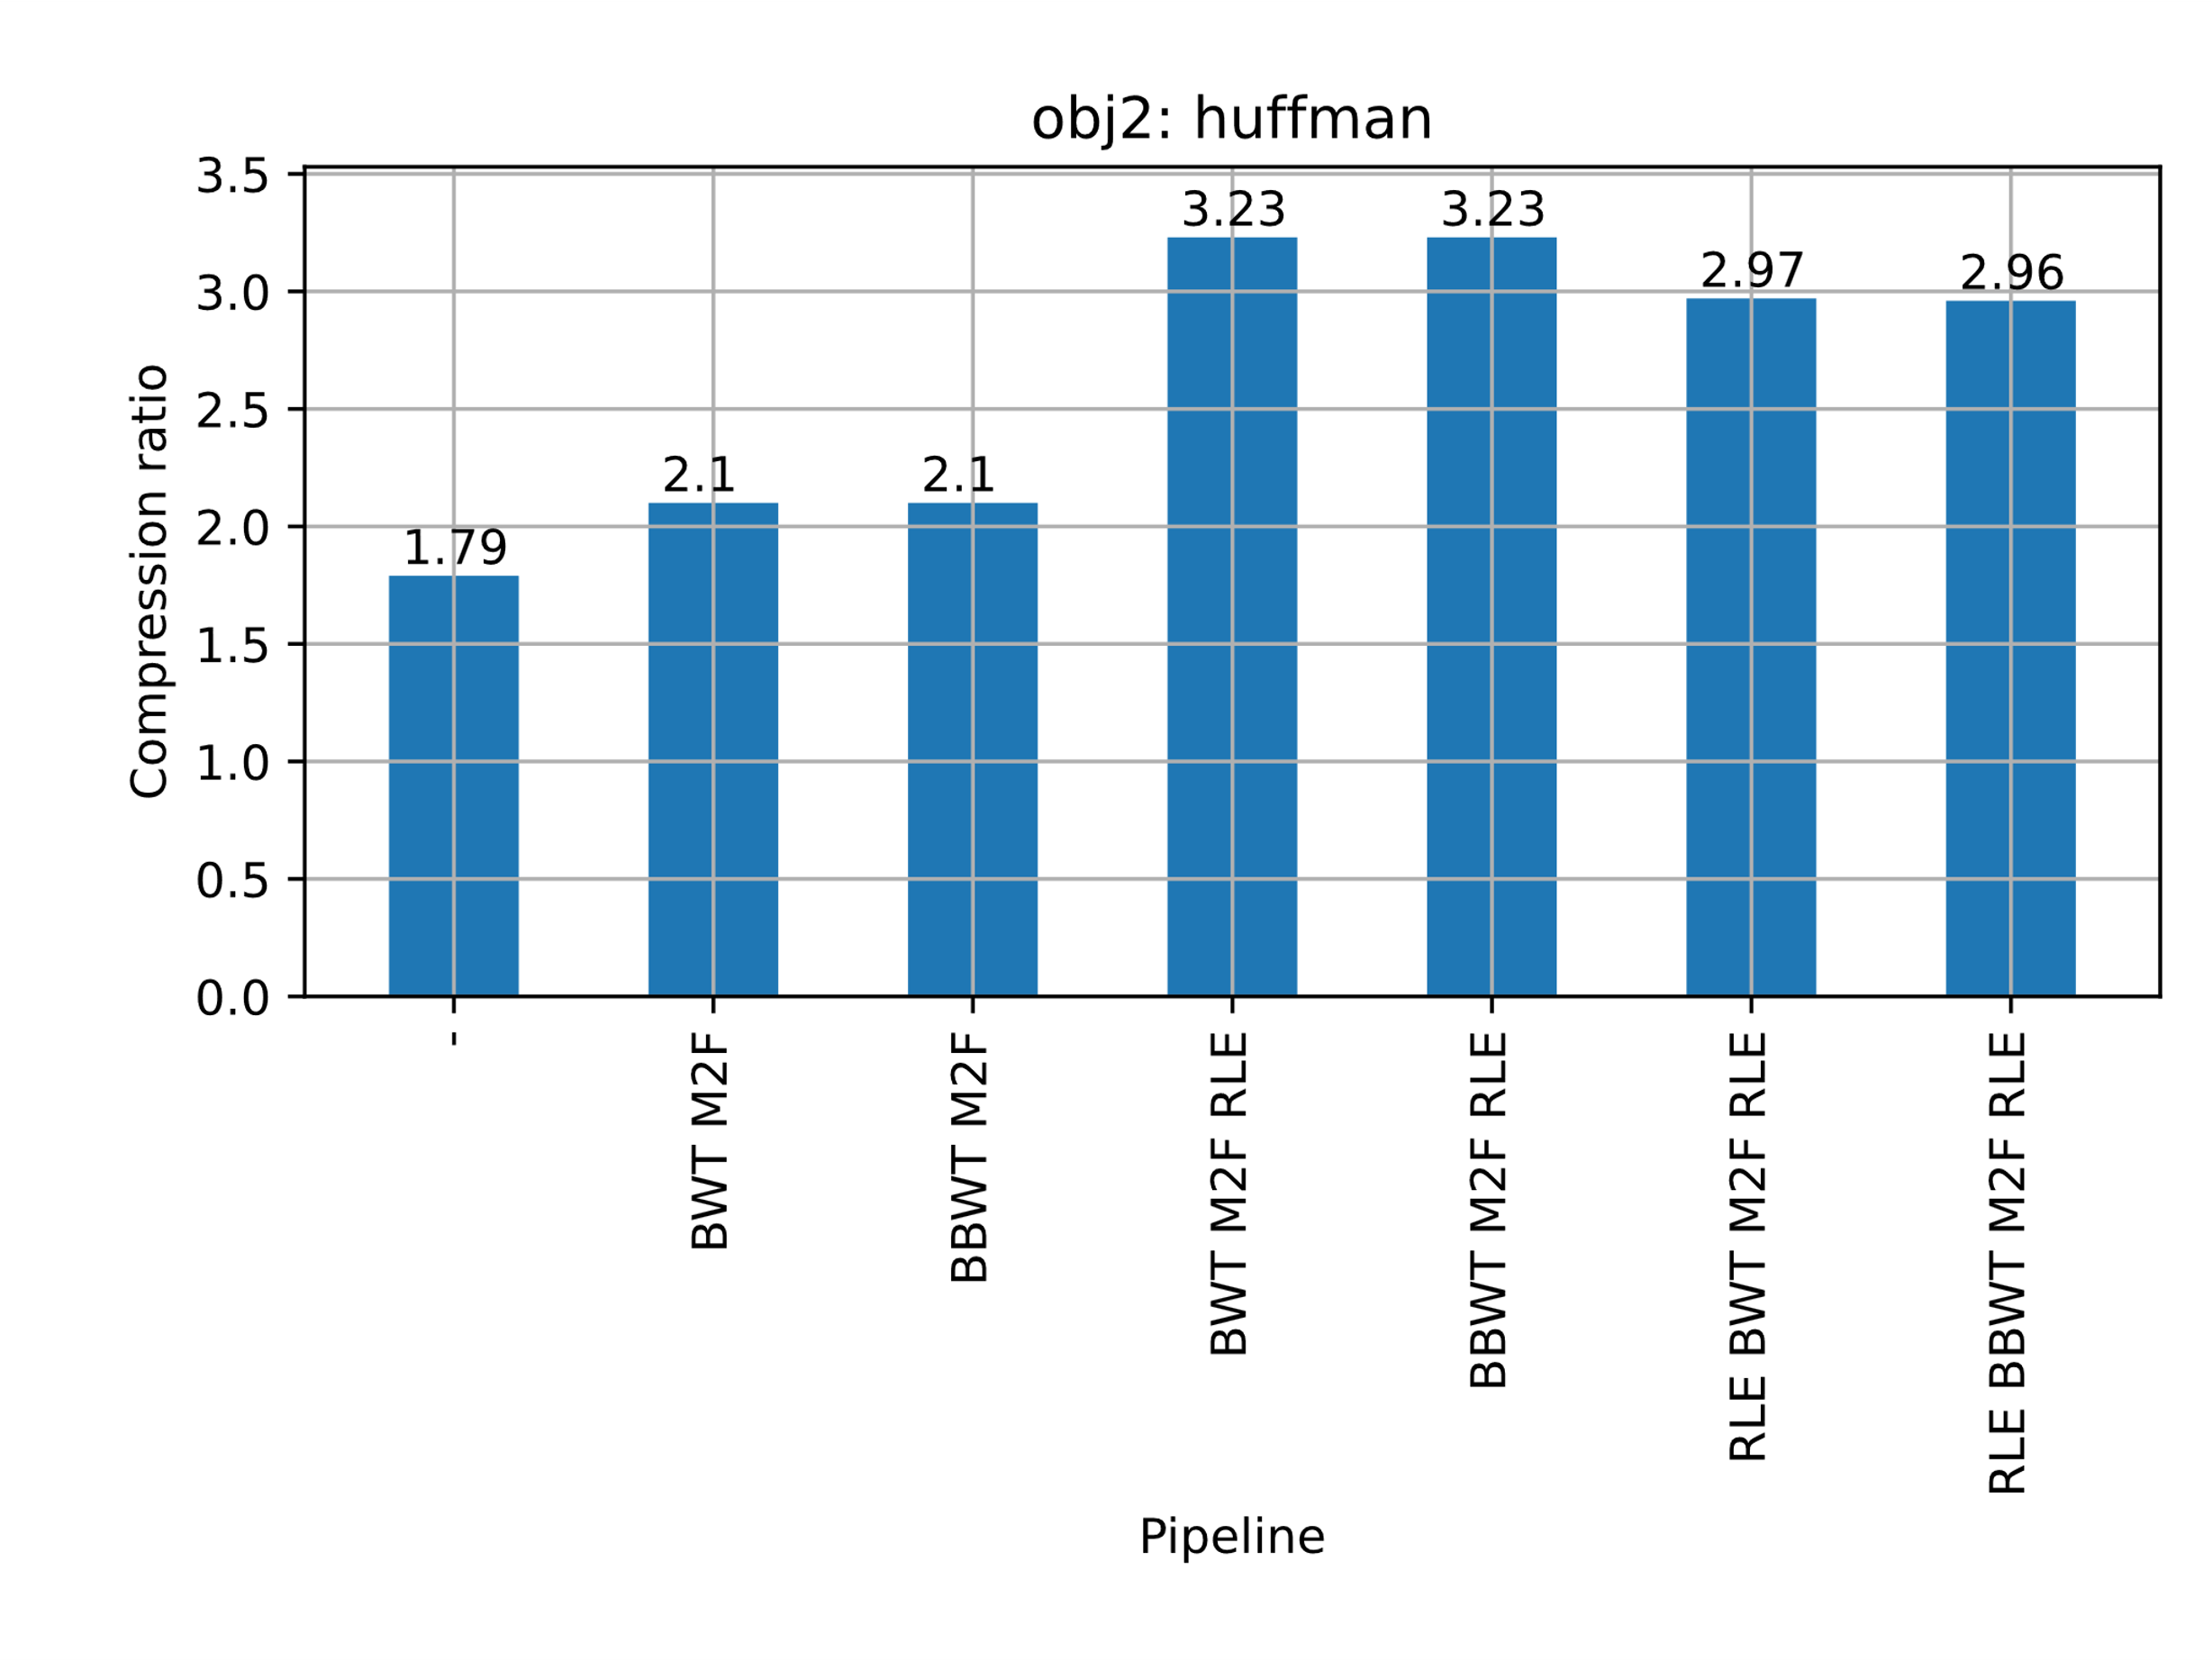 obj2: huffman
Compression ratio
3.5
3.0
2.5
2.0
1.5
1.0
0.5
0.0
1.79
2.1
2.1
3.23
3.23
2.97
2.96
-
BWT M2F
BBWT M2F
BWT M2F RLE
BBWT M2F RLE
RLE BWT M2F RLE
RLE BBWT M2F RLE
Pipeline